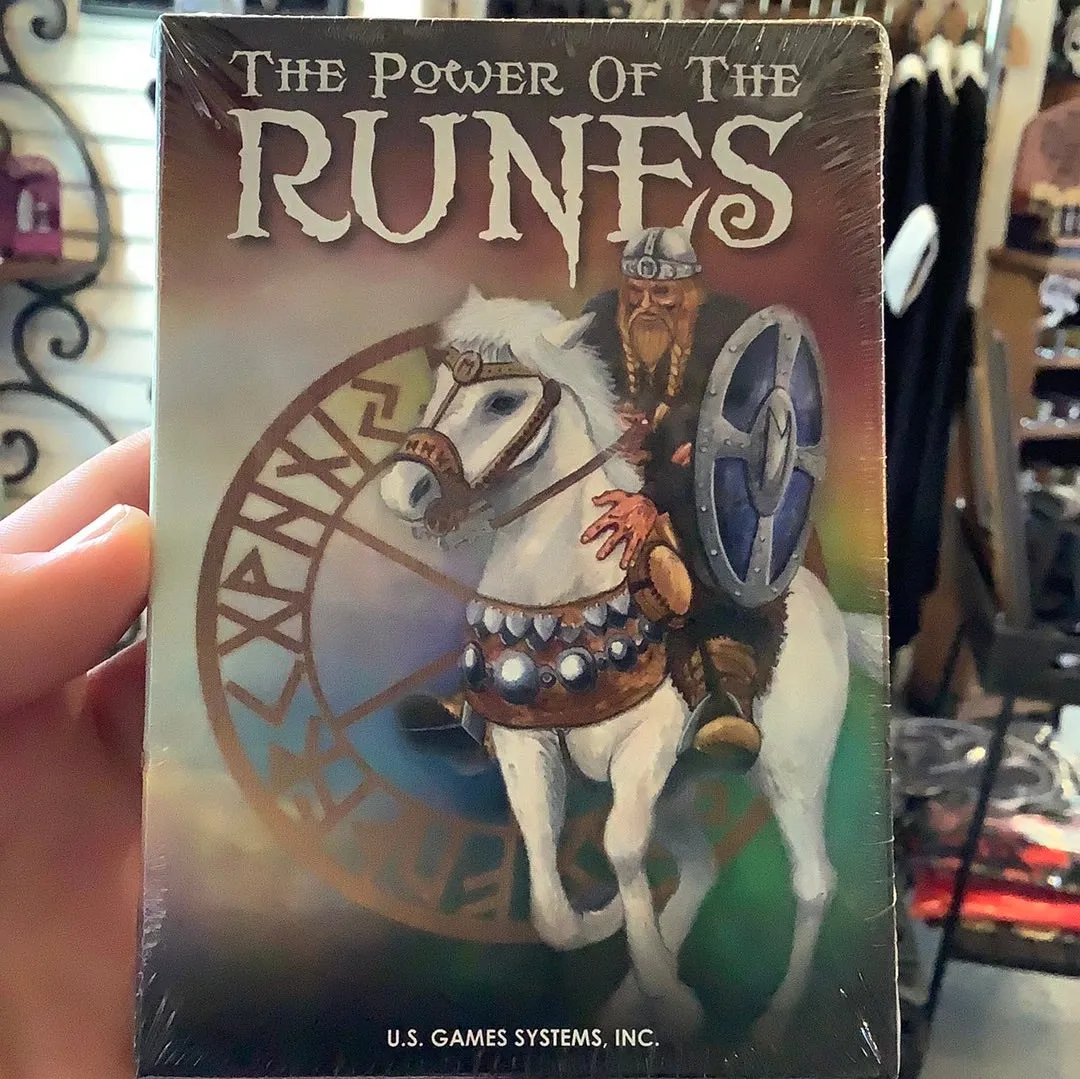 The Power Of The
RUNES
U.S. GAMES SYSTEMS, INC.